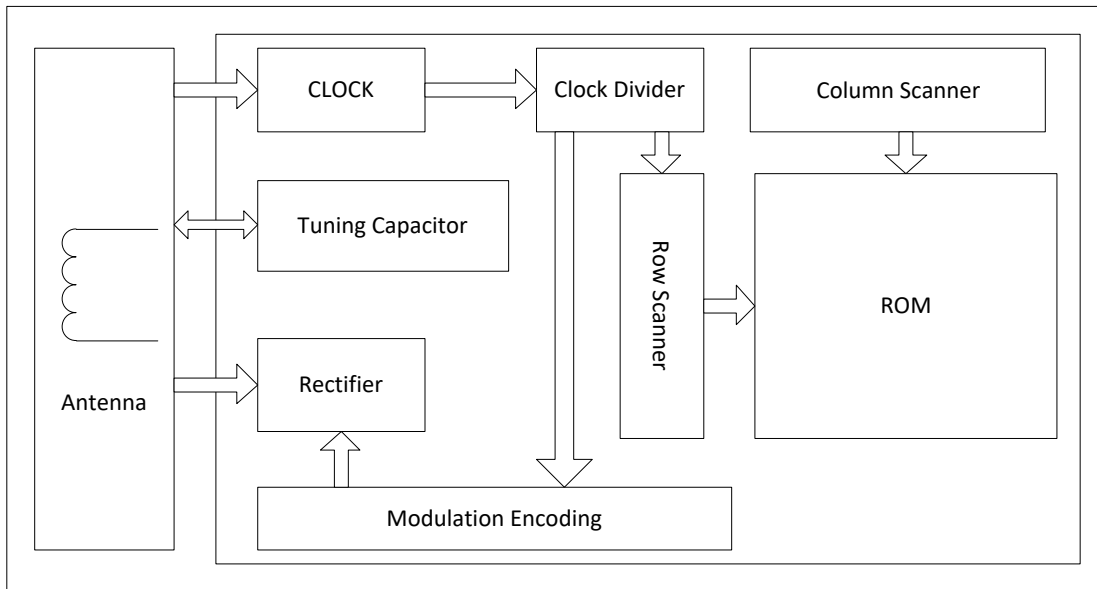 CLOCK
Clock Divider
Column Scanner
Tuning Capacitor
Row Scanner
ROM
Rectifier
Antenna
Modulation Encoding